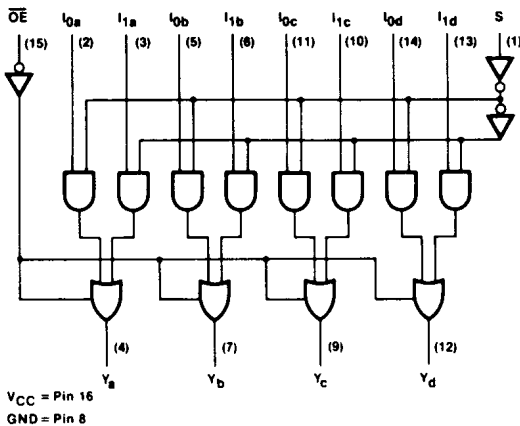 OE I0a I1a I0b I1b I0c I1c I0d I1d S
(15) (2) (3) (5) (6) (11) (10) (14) (13) (1)
(4) (7) (9) (12)
Ya Yb Yc Yd
VCC = Pin 16
GND = Pin 8